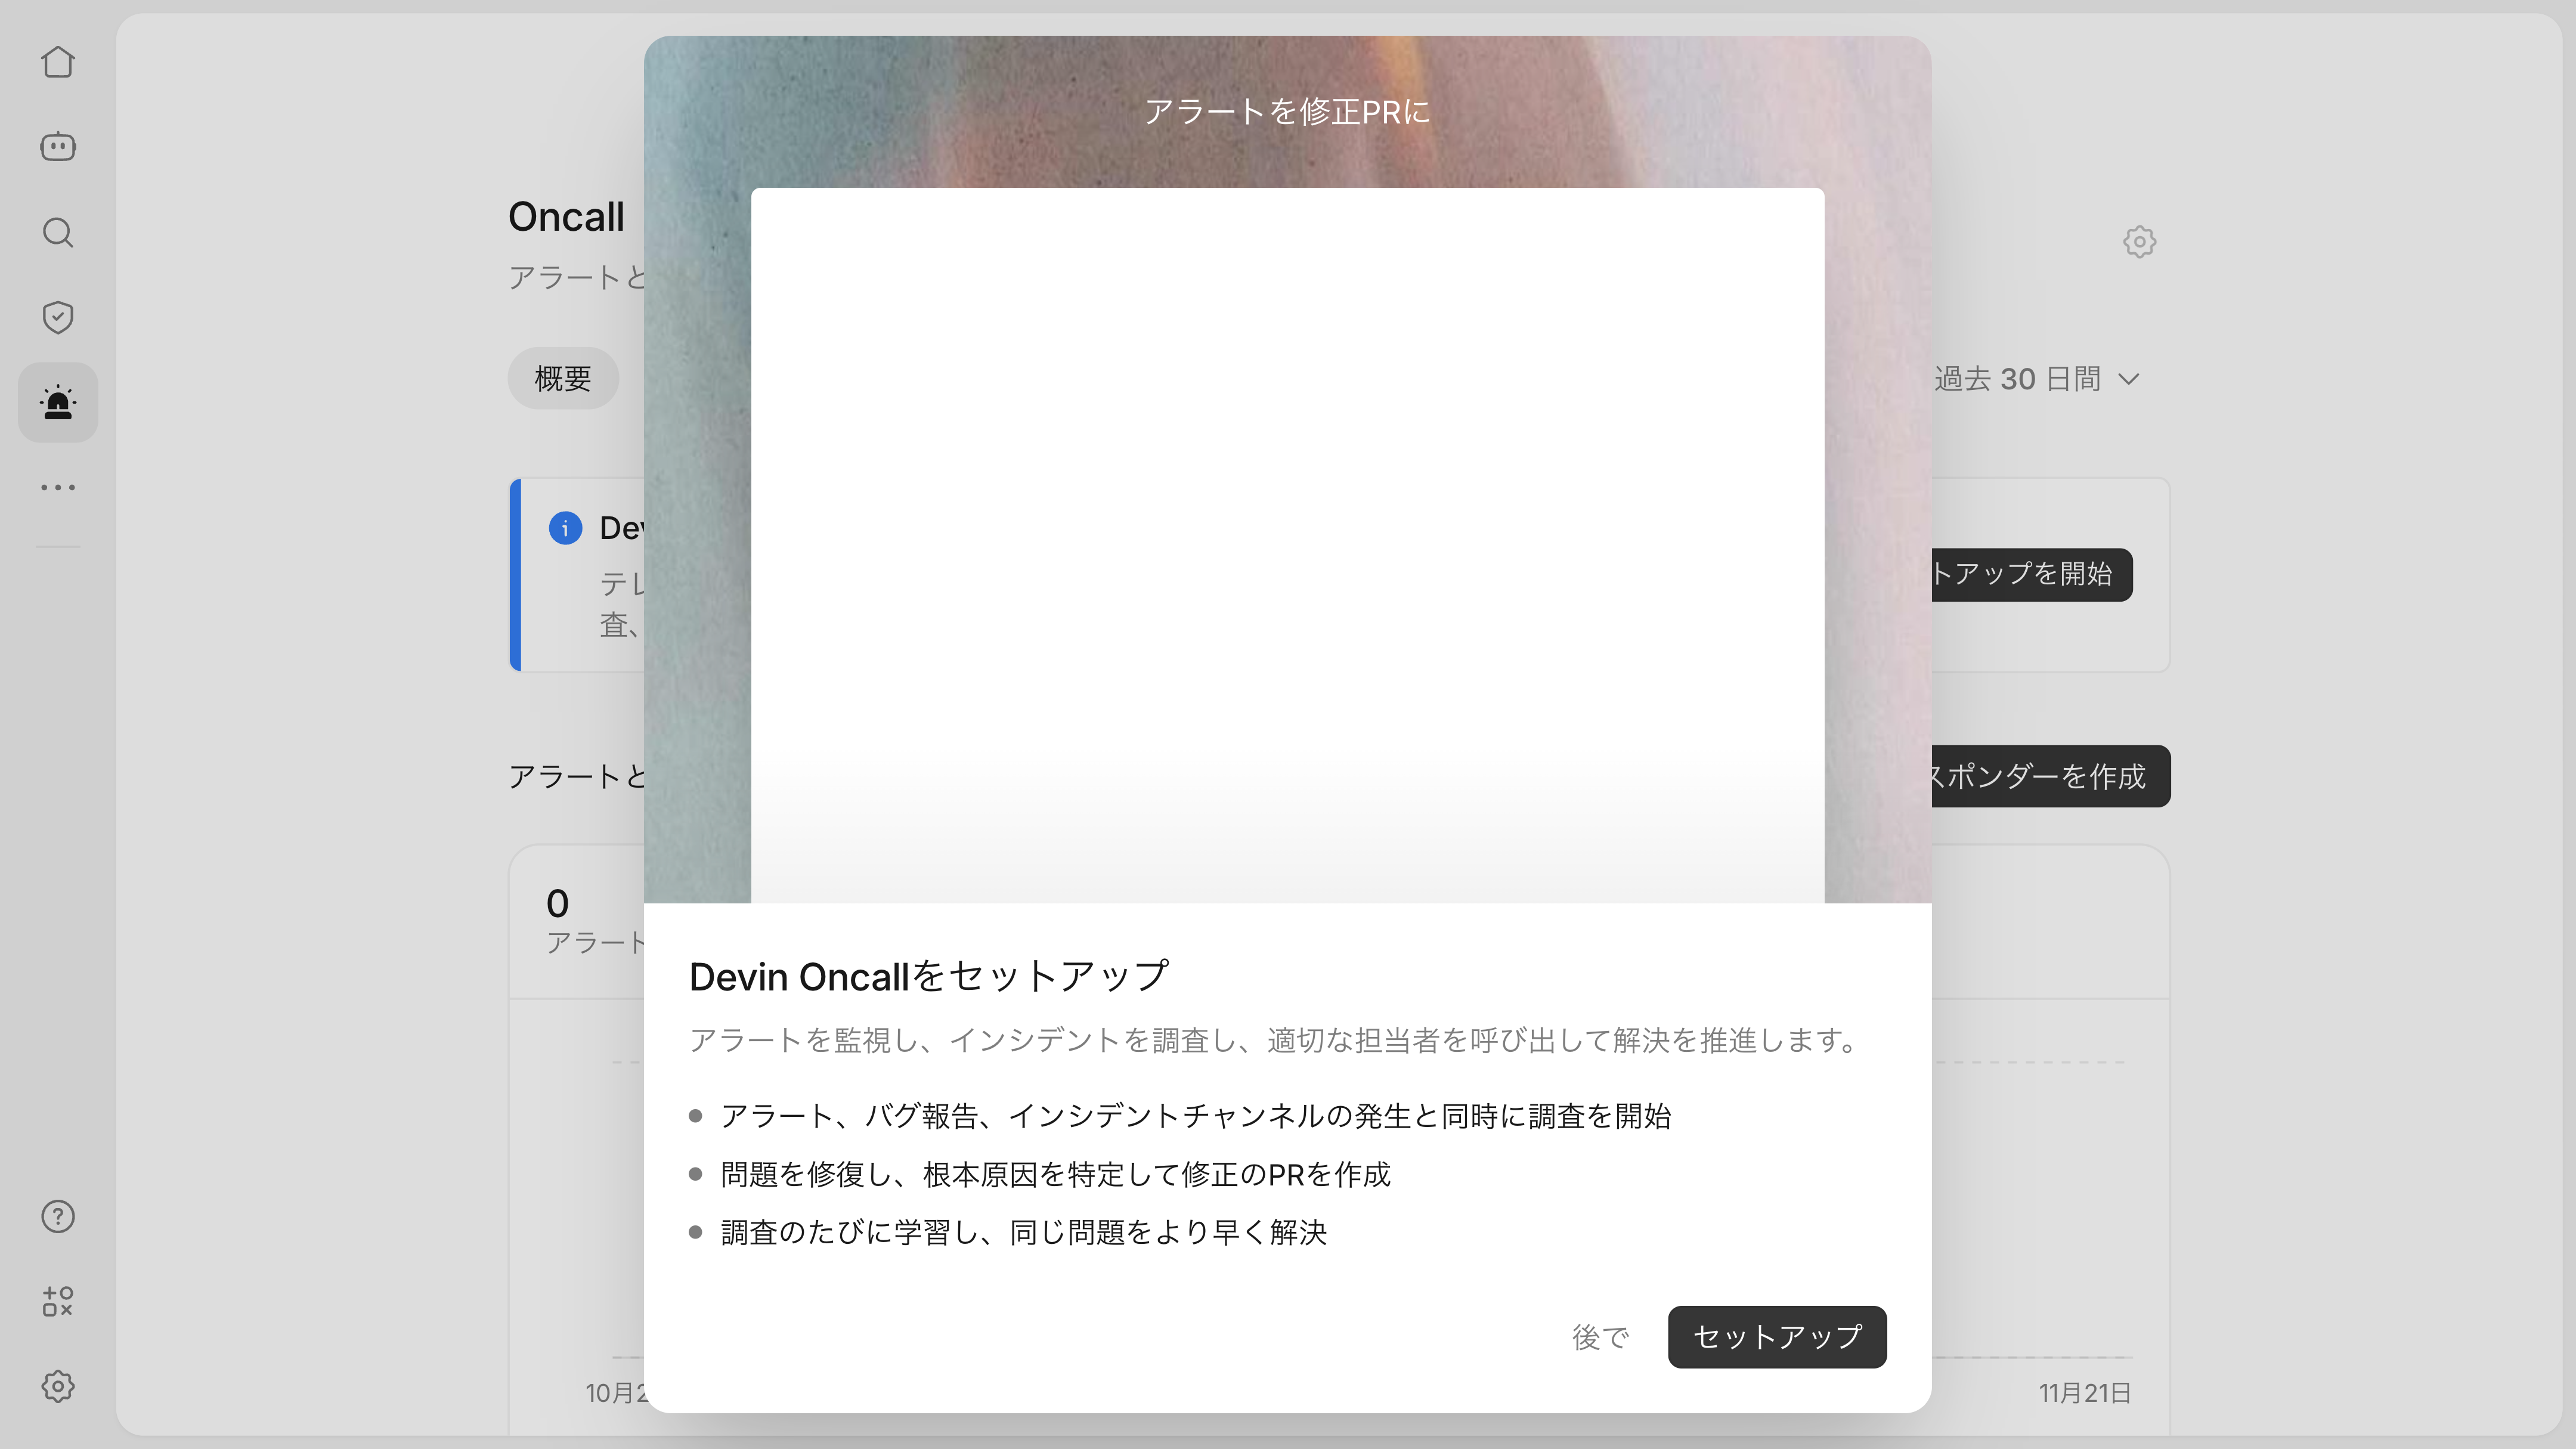 アラートを修正PRに
Oncall
アラートと
概要
過去 30 日間
Dev
テレ
査、
トアップを開始
アラートと
スポンダーを作成
0
アラート
Devin Oncallをセットアップ
アラートを監視し、インシデントを調査し、適切な担当者を呼び出して解決を推進します。
アラート、バグ報告、インシデントチャンネルの発生と同時に調査を開始
問題を修復し、根本原因を特定して修正のPRを作成
調査のたびに学習し、同じ問題をより早く解決
後で
セットアップ
10月2
11月21日